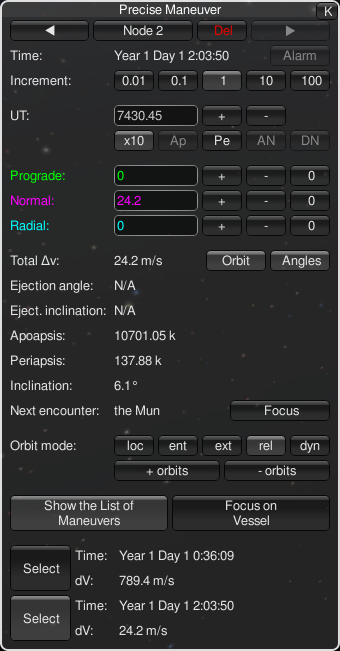 Precise Maneuver K
◀ Node 2 Del ▶
Time: Year 1 Day 1 2:03:50 Alarm
Increment: 0.01 0.1 1 10 100
UT: 7430.45 + -
x10 Ap Pe AN DN
Prograde: 0 + - 0
Normal: 24.2 + - 0
Radial: 0 + - 0
Total Δv: 24.2 m/s Orbit Angles
Ejection angle: N/A
Eject. inclination: N/A
Apoapsis: 10701.05 k
Periapsis: 137.88 k
Inclination: 6.1°
Next encounter: the Mun Focus
Orbit mode: loc ent ext rel dyn
+ orbits - orbits
Show the List of Maneuvers
Focus on Vessel
Select Time: Year 1 Day 1 0:36:09
dV: 789.4 m/s
Select Time: Year 1 Day 1 2:03:50
dV: 24.2 m/s